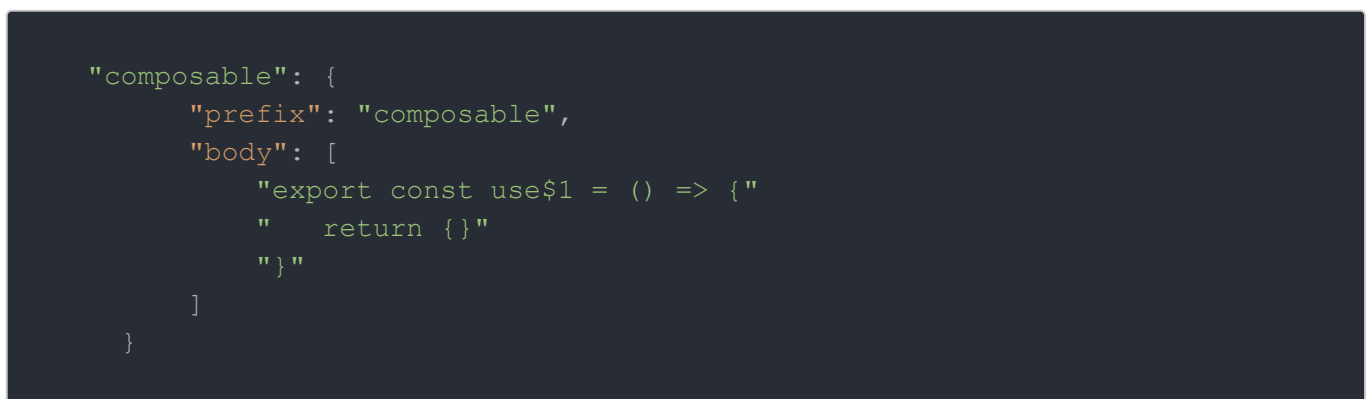 "composable": {
"prefix": "composable",
"body": [
"export const use$1 = () => {"
"   return {}"
"}"
]
}